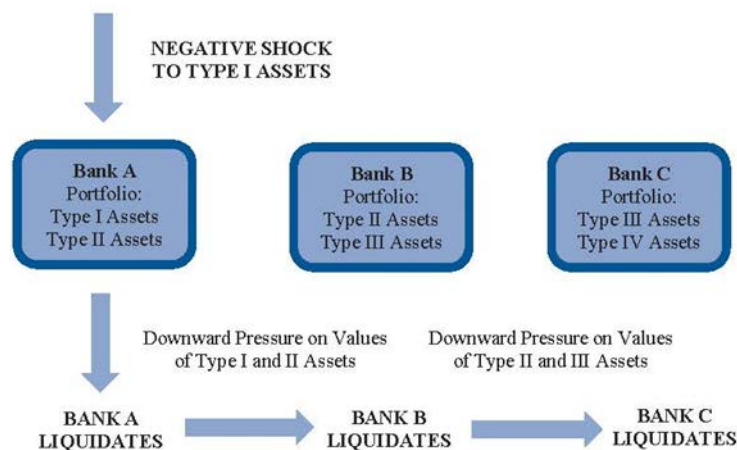 NEGATIVE SHOCK
TO TYPE I ASSETS
Bank A
Portfolio:
Type I Assets
Type II Assets
Bank B
Portfolio:
Type II Assets
Type III Assets
Bank C
Portfolio:
Type III Assets
Type IV Assets
Downward Pressure on Values
of Type I and II Assets
Downward Pressure on Values
of Type II and III Assets
BANK A
LIQUIDATES
BANK B
LIQUIDATES
BANK C
LIQUIDATES